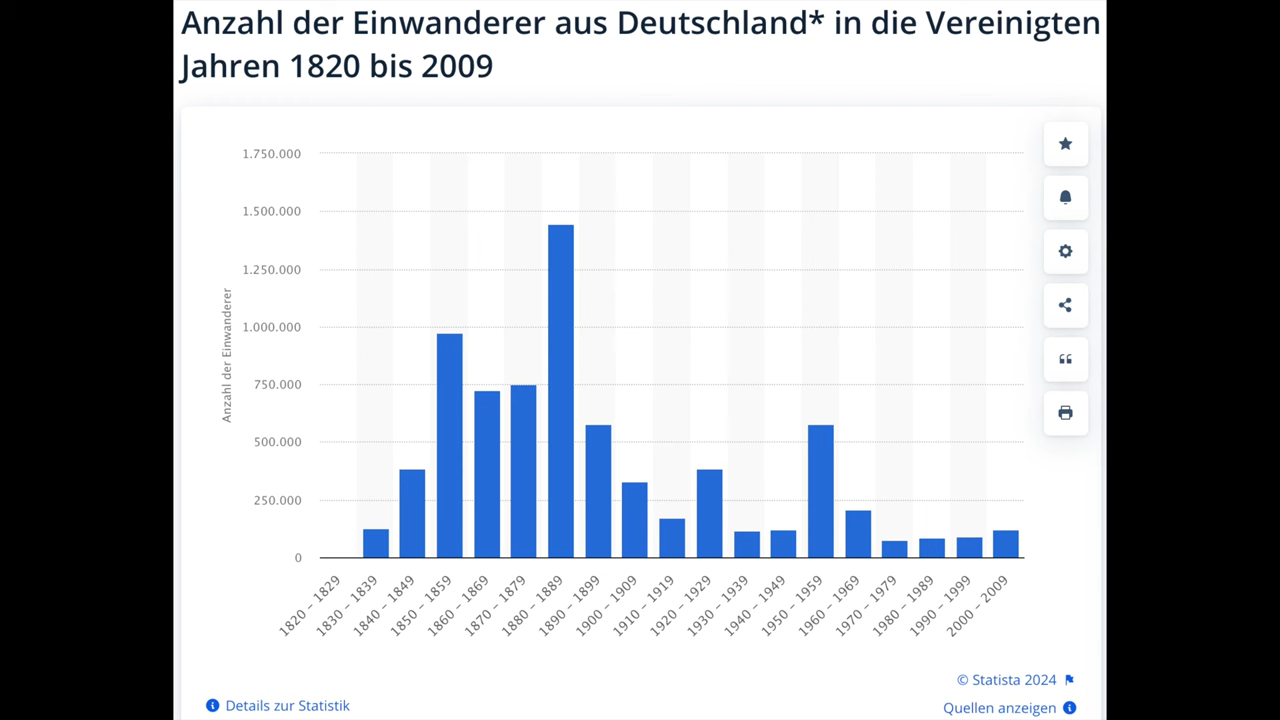 Anzahl der Einwanderer aus Deutschland* in die Vereinigten
Jahren 1820 bis 2009
1.750.000
1.500.000
1.250.000
1.000.000
750.000
500.000
250.000
0
Anzahl der Einwanderer
1820 – 1829
1830 – 1839
1840 – 1849
1850 – 1859
1860 – 1869
1870 – 1879
1880 – 1889
1890 – 1899
1900 – 1909
1910 – 1919
1920 – 1929
1930 – 1939
1940 – 1949
1950 – 1959
1960 – 1969
1970 – 1979
1980 – 1989
1990 – 1999
2000 – 2009
© Statista 2024
Details zur Statistik
Quellen anzeigen